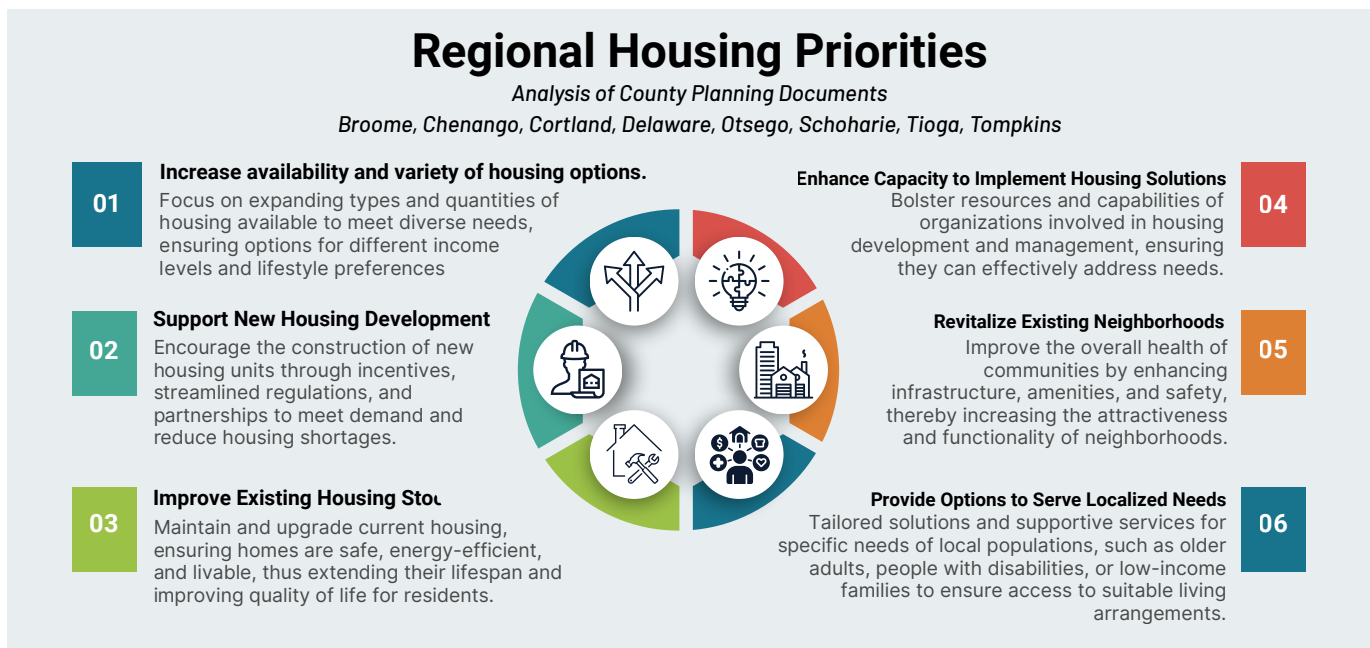 Regional Housing Priorities
Analysis of County Planning Documents
Broome, Chenango, Cortland, Delaware, Otsego, Schoharie, Tioga, Tompkins
01
Increase availability and variety of housing options.
Focus on expanding types and quantities of
housing available to meet diverse needs,
ensuring options for different income
levels and lifestyle preferences
02
Support New Housing Development
Encourage the construction of new
housing units through incentives,
streamlined regulations, and
partnerships to meet demand and
reduce housing shortages.
03
Improve Existing Housing
Maintain and upgrade current housing,
ensuring homes are safe, energy-efficient,
and livable, thus extending their lifespan and
improving quality of life for residents.
04
Enhance Capacity to Implement Housing Solutions
Bolster resources and capabilities of
organizations involved in housing
development and management, ensuring
they can effectively address needs.
05
Revitalize Existing Neighborhoods
Improve the overall health of
communities by enhancing
infrastructure, amenities, and safety,
thereby increasing the attractiveness
and functionality of neighborhoods.
06
Provide Options to Serve Localized Needs
Tailored solutions and supportive services for
specific needs of local populations, such as older
adults, people with disabilities, or low-income
families to ensure access to suitable living
arrangements.
$